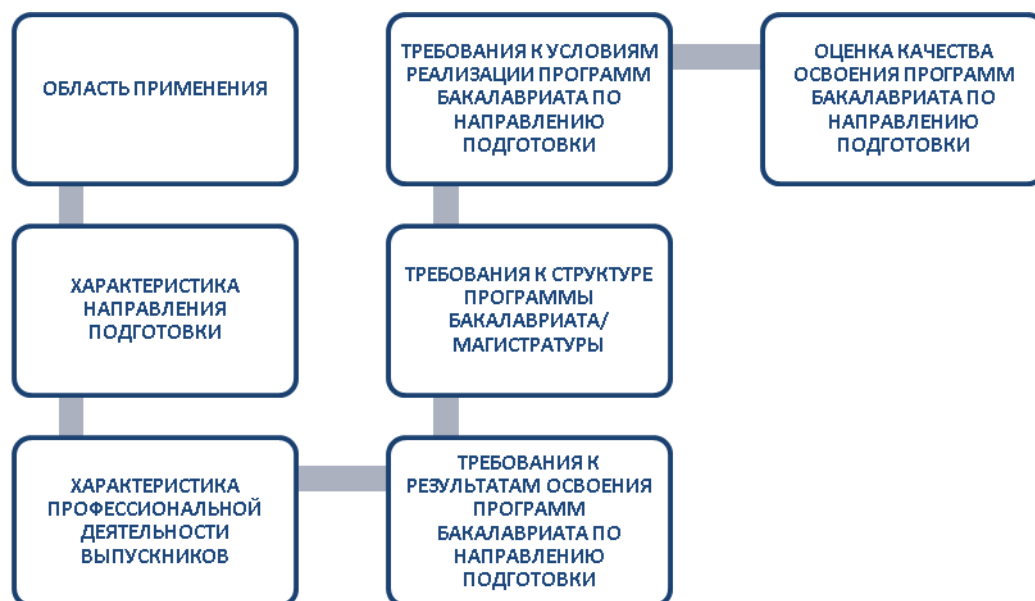 ОБЛАСТЬ ПРИМЕНЕНИЯ
ХАРАКТЕРИСТИКА
НАПРАВЛЕНИЯ
ПОДГОТОВКИ
ХАРАКТЕРИСТИКА
ПРОФЕССИОНАЛЬНОЙ
ДЕЯТЕЛЬНОСТИ
ВЫПУСКНИКОВ
ТРЕБОВАНИЯ К
РЕЗУЛЬТАТАМ ОСВОЕНИЯ
ПРОГРАММ
БАКАЛАВРИАТА ПО
НАПРАВЛЕНИЮ
ПОДГОТОВКИ
ТРЕБОВАНИЯ К СТРУКТУРЕ
ПРОГРАММЫ
БАКАЛАВРИАТА/
МАГИСТРАТУРЫ
ТРЕБОВАНИЯ К УСЛОВИЯМ
РЕАЛИЗАЦИИ ПРОГРАММ
БАКАЛАВРИАТА ПО
НАПРАВЛЕНИЮ
ПОДГОТОВКИ
ОЦЕНКА КАЧЕСТВА
ОСВОЕНИЯ ПРОГРАММ
БАКАЛАВРИАТА ПО
НАПРАВЛЕНИЮ
ПОДГОТОВКИ